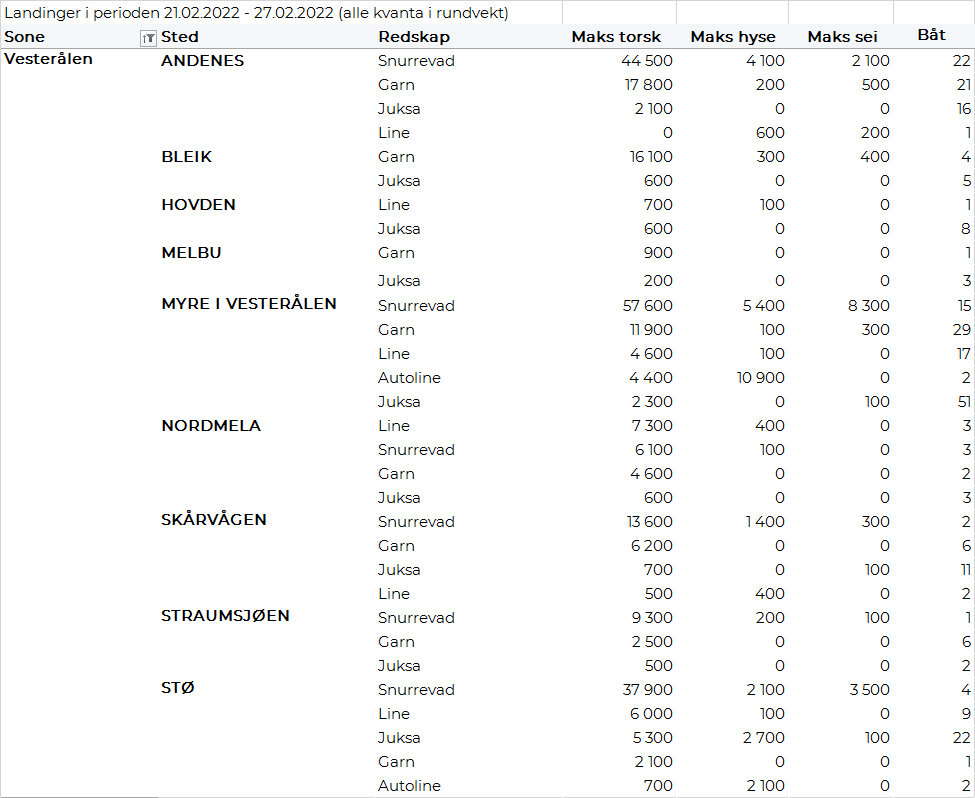 Landinger i perioden 21.02.2022 - 27.02.2022 (alle kvanta i rundvekt)
Sone Sted Redskap Maks torsk Maks hyse Maks sei Båt
Vesterålen ANDENES Snurrevad 44 500 4 100 2 100 22
Garn 17 800 200 500 21
Juksa 2 100 0 0 16
Line 0 600 200 1
BLEIK Garn 16 100 300 400 4
Juksa 600 0 0 5
HOVDEN Line 700 100 0 1
Juksa 600 0 0 8
MELBU Garn 900 0 0 1
Juksa 200 0 0 3
MYRE I VESTERÅLEN Snurrevad 57 600 5 400 8 300 15
Garn 11 900 100 300 29
Line 4 600 100 0 17
Autoline 4 400 10 900 0 2
Juksa 2 300 0 100 51
NORDMELA Line 7 300 400 0 3
Snurrevad 6 100 100 0 3
Garn 4 600 0 0 2
Juksa 600 0 0 3
SKÅRVÅGEN Snurrevad 13 600 1 400 300 2
Garn 6 200 0 0 6
Juksa 700 0 100 11
Line 500 400 0 2
STRAUMSJØEN Snurrevad 9 300 200 100 1
Garn 2 500 0 0 6
Juksa 500 0 0 2
STØ Snurrevad 37 900 2 100 3 500 4
Line 6 000 100 0 9
Juksa 5 300 2 700 100 22
Garn 2 100 0 0 1
Autoline 700 2 100 0 2